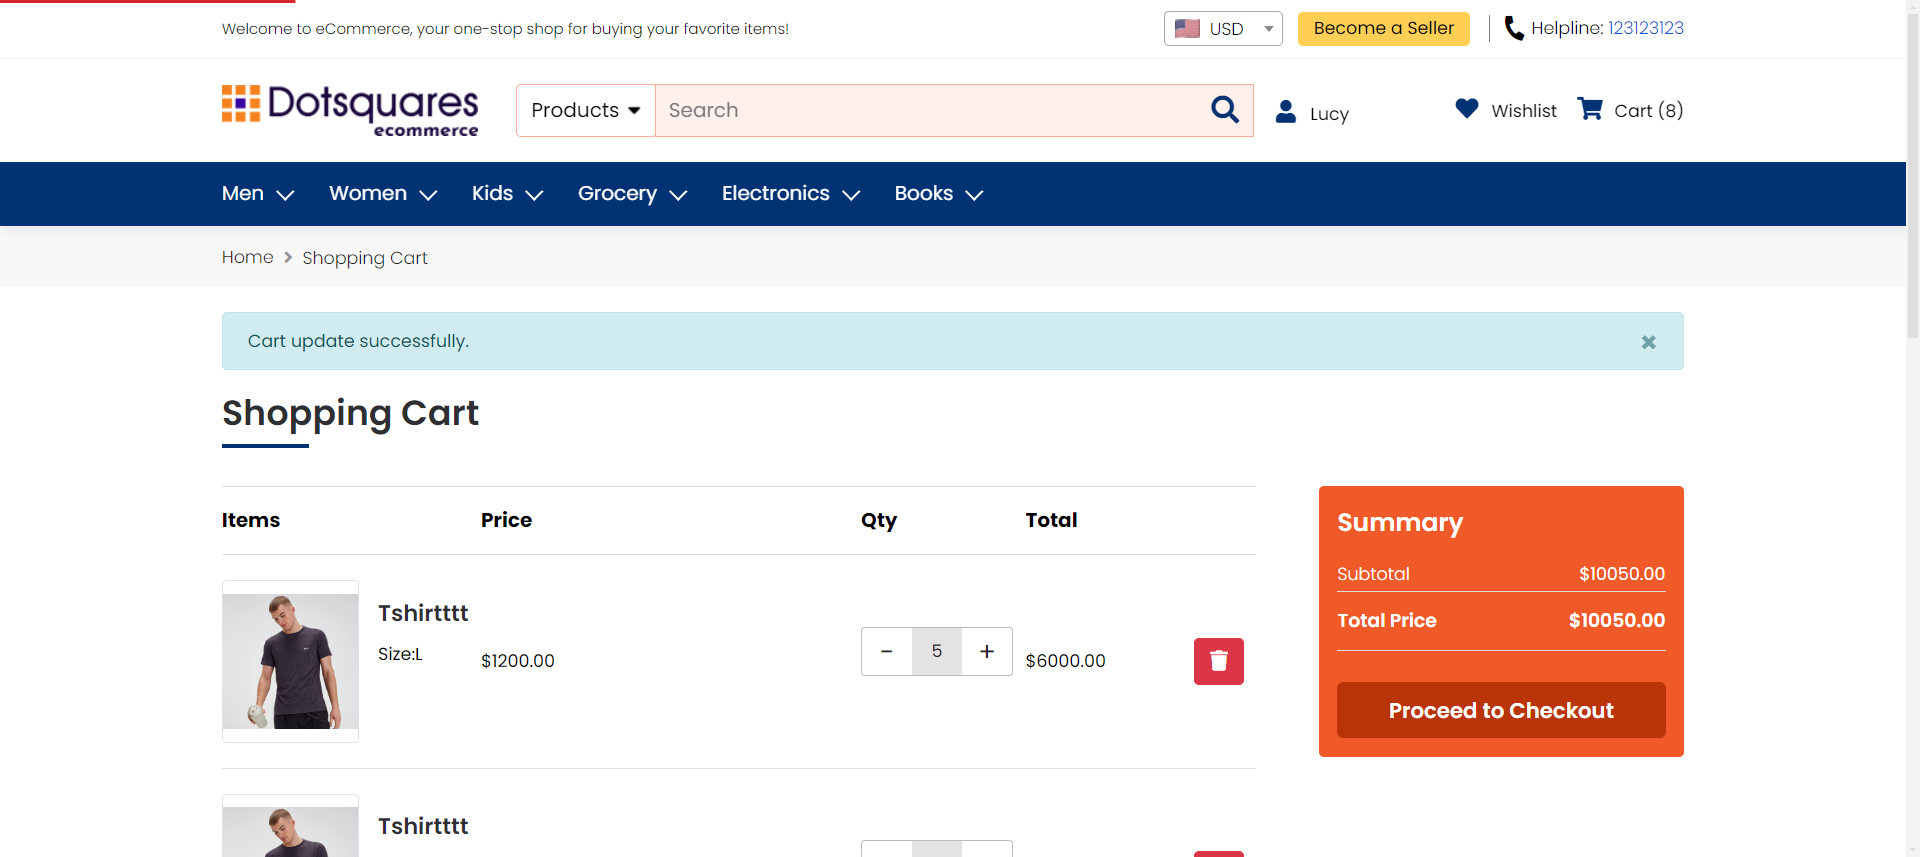 Welcome to eCommerce, your one-stop shop for buying your favorite items!
USD
Become a Seller
Helpline: 123123123
Dotsquares
ecommerce
Products
Search
Lucy
Wishlist
Cart (8)
Men
Women
Kids
Grocery
Electronics
Books
Home
Shopping Cart
Cart update successfully.
Shopping Cart
Items Price Qty Total
Tshirtttt
Size:L
$1200.00
5
$6000.00
Tshirtttt
Summary
Subtotal $10050.00
Total Price $10050.00
Proceed to Checkout